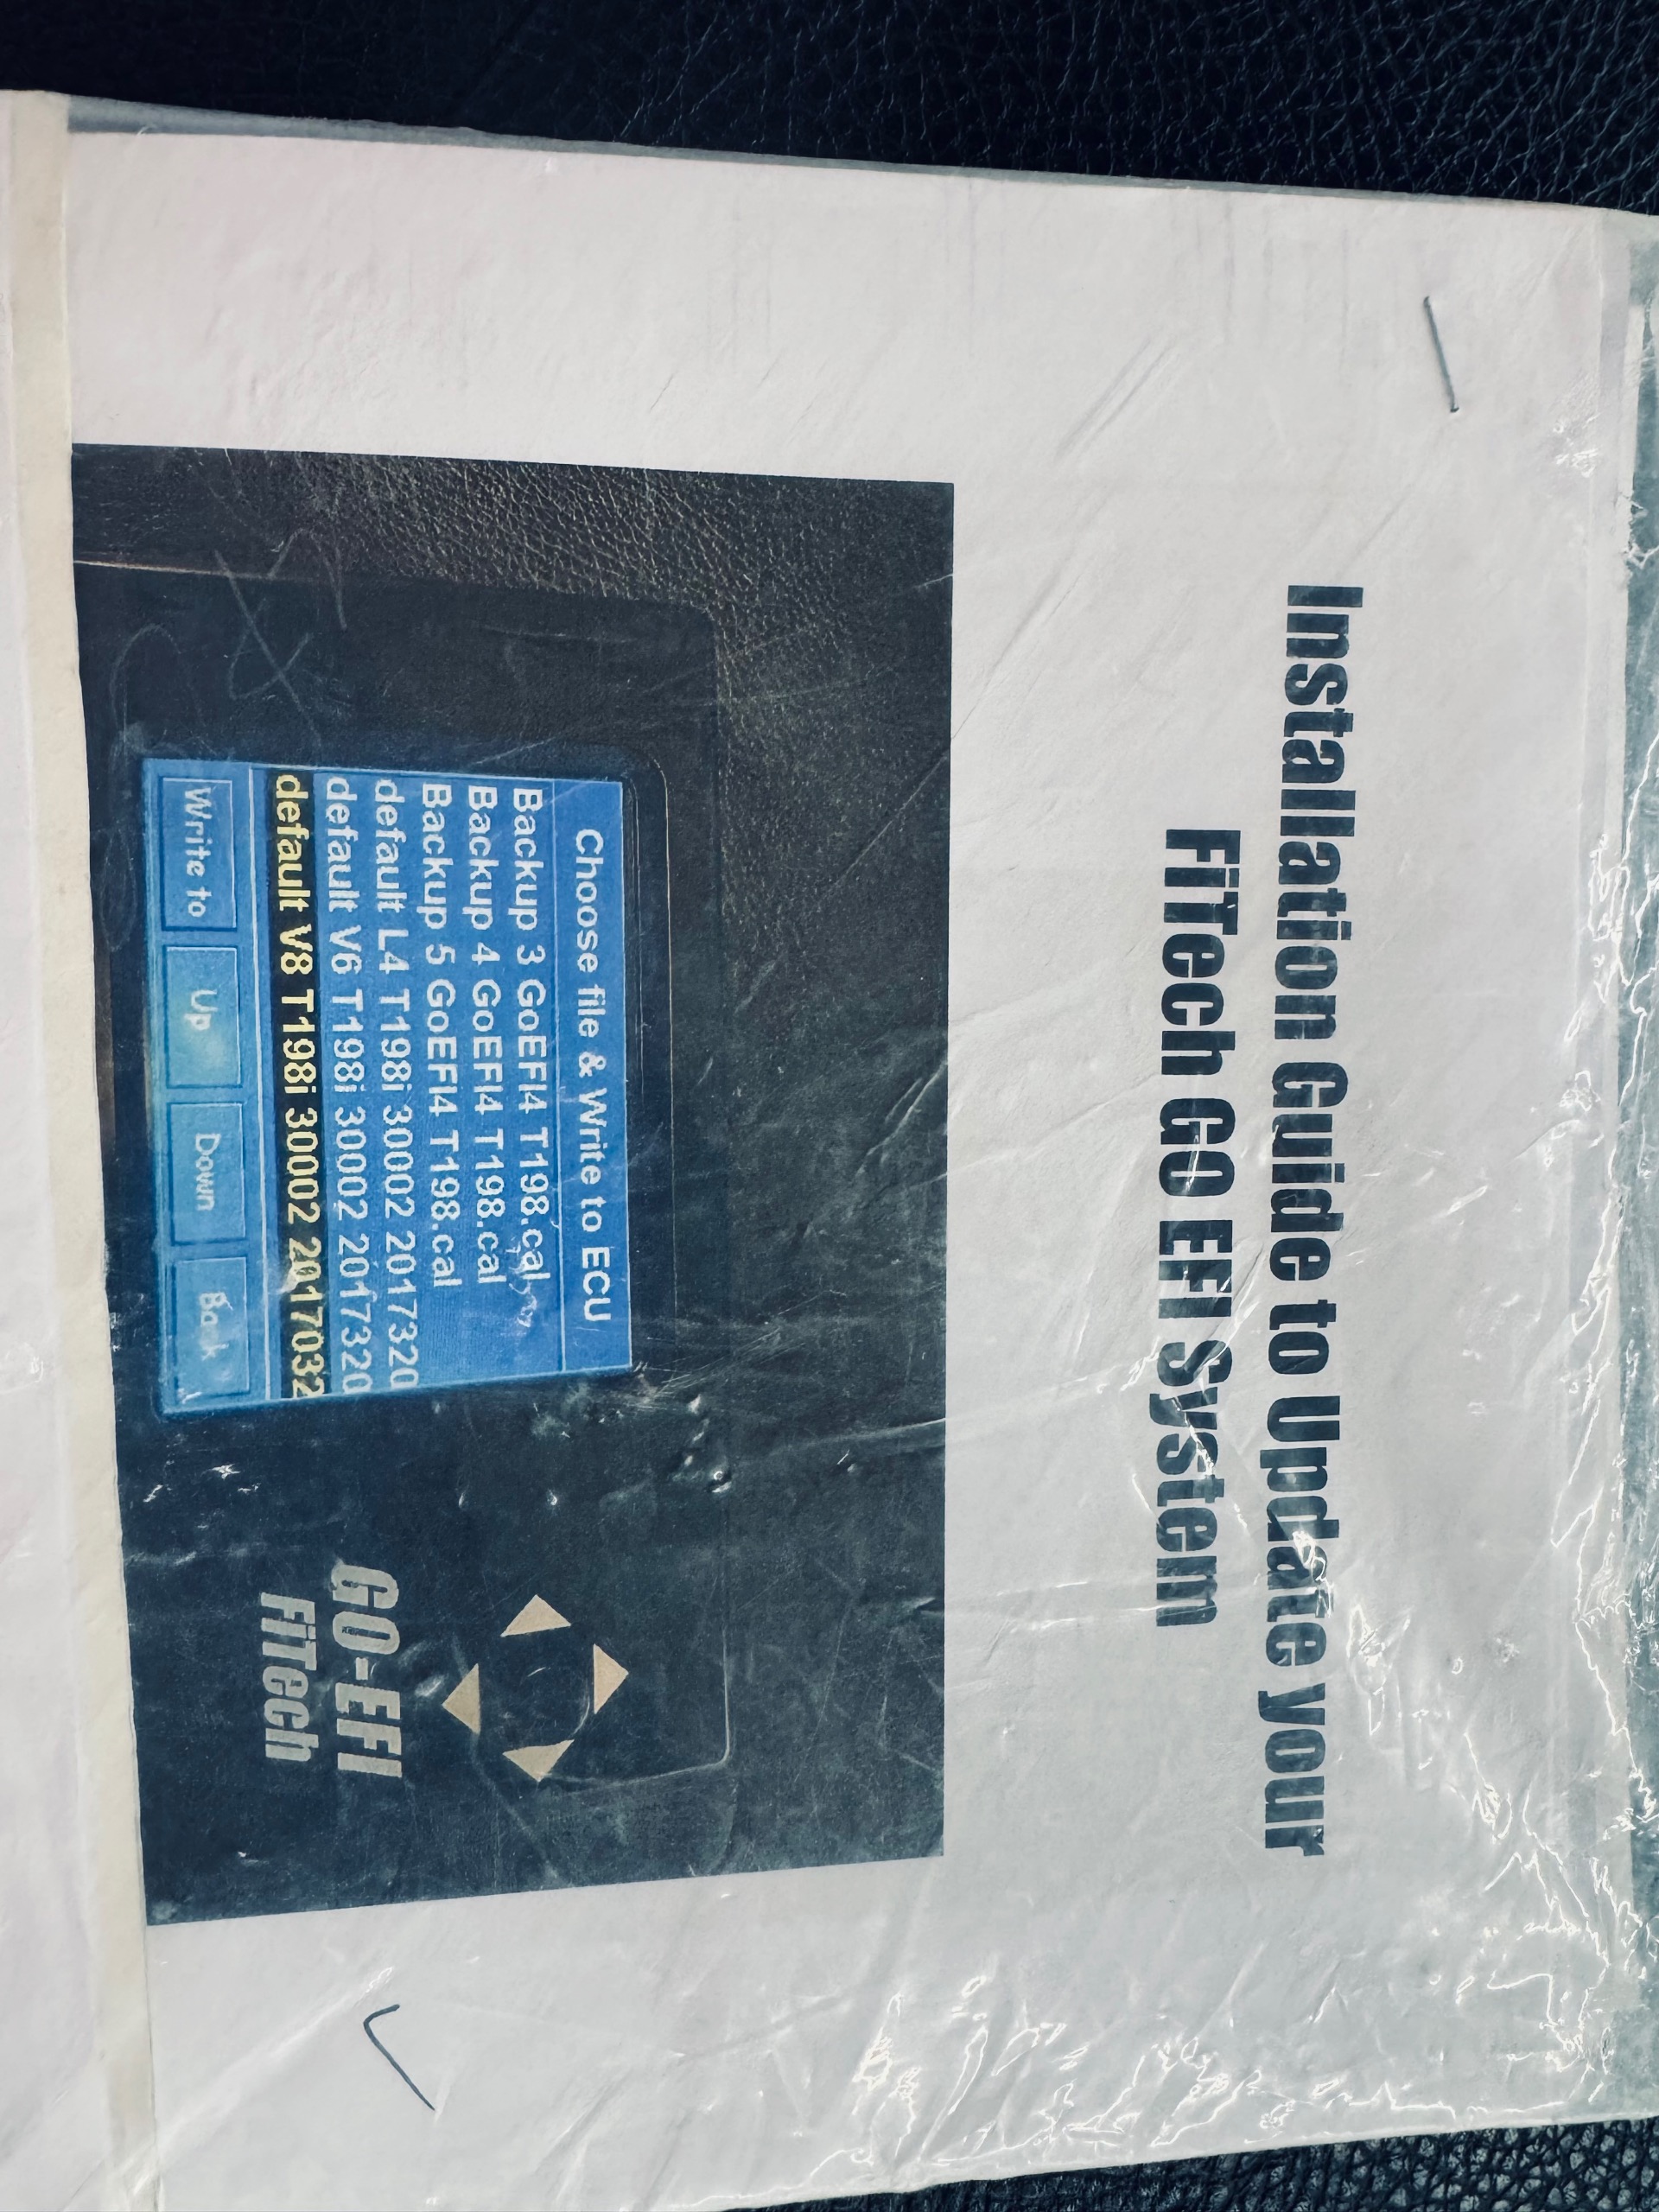 Installation Guide to Update your
FiTech GO EFI System
Choose file & Write to ECU
Backup 3 GoEFI4 T198.cal
Backup 4 GoEFI4 T198.cal
Backup 5 GoEFI4 T198.cal
default L4 T198i 30002 2017320
default V6 T198i 30002 2017320
default V8 T198i 30002 2017032
Write to Up Down Back
GO-EFI
FiTech